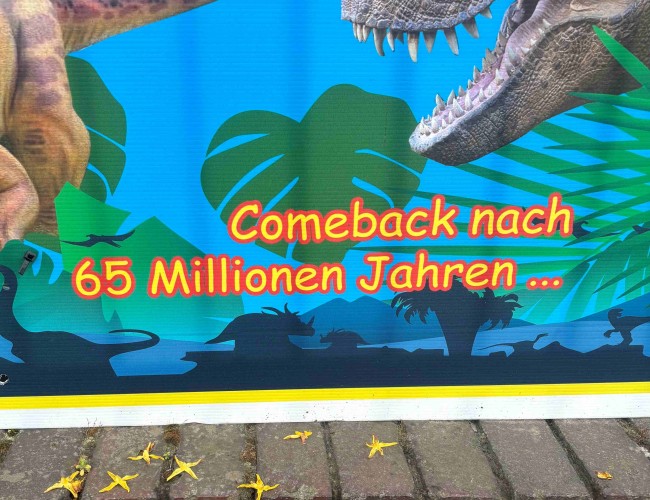 Comeback nach
65 Millionen Jahren ...